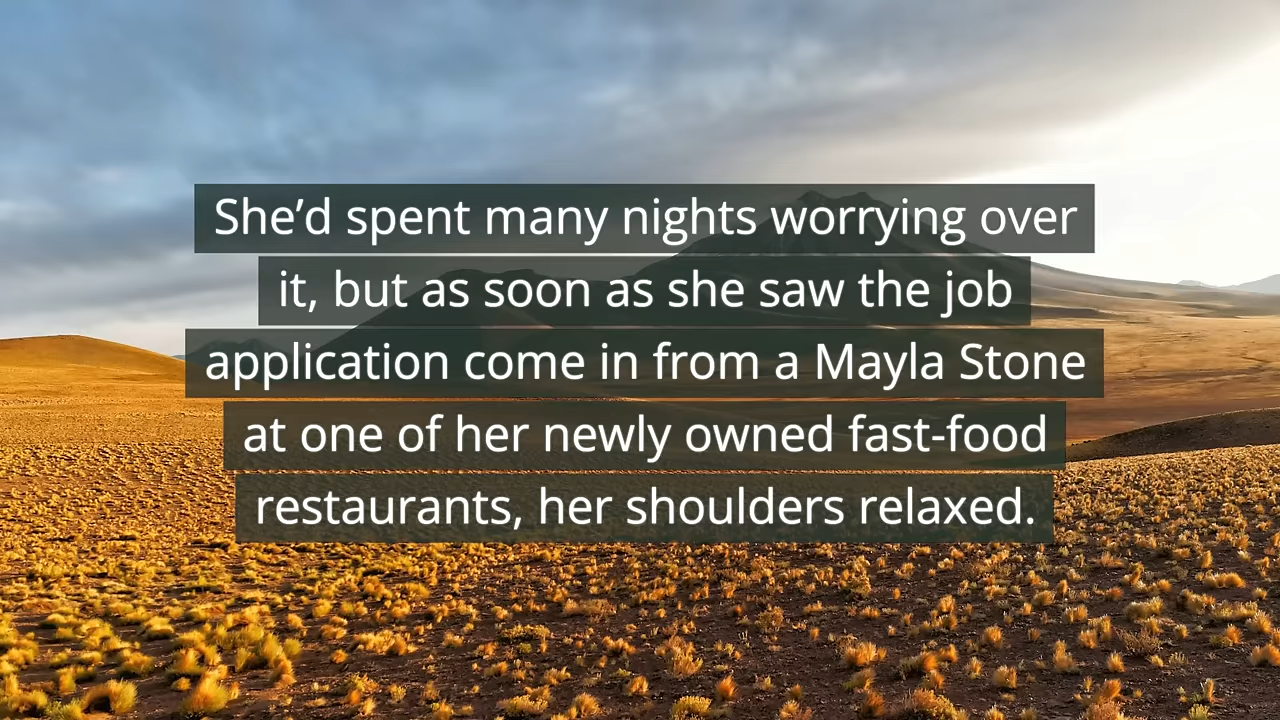 She’d spent many nights worrying over
it, but as soon as she saw the job
application come in from a Mayla Stone
at one of her newly owned fast-food
restaurants, her shoulders relaxed.